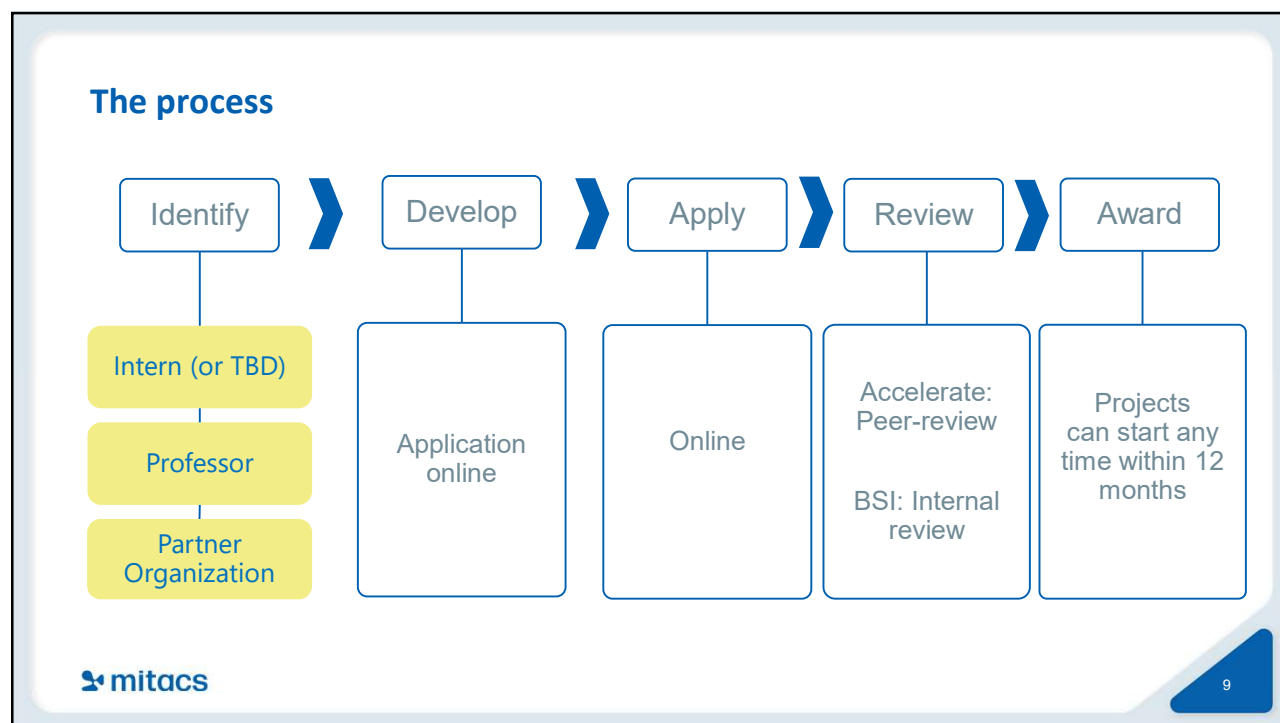 The process
Identify
Develop
Apply
Review
Award
Intern (or TBD)
Professor
Partner
Organization
Application
online
Online
Accelerate:
Peer-review
BSI: Internal
review
Projects
can start any
time within 12
months
mitacs
9